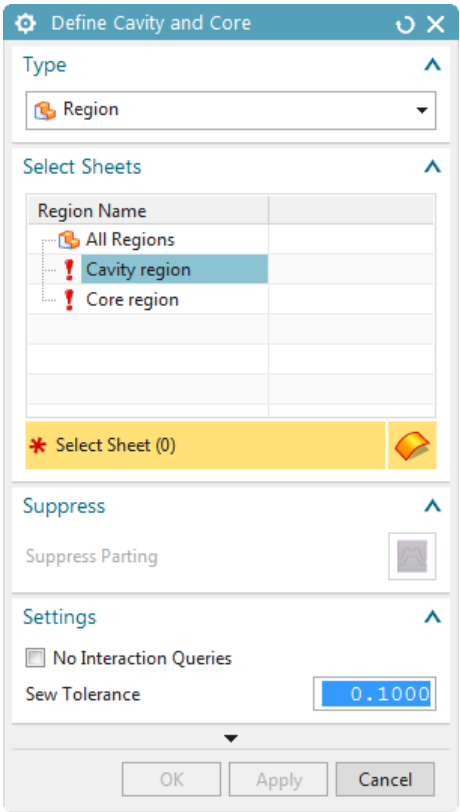 Define Cavity and Core
Type
Region
Select Sheets
Region Name
All Regions
Cavity region
Core region
Select Sheet (0)
Suppress
Suppress Parting
Settings
No Interaction Queries
Sew Tolerance 0.1000
OK Apply Cancel